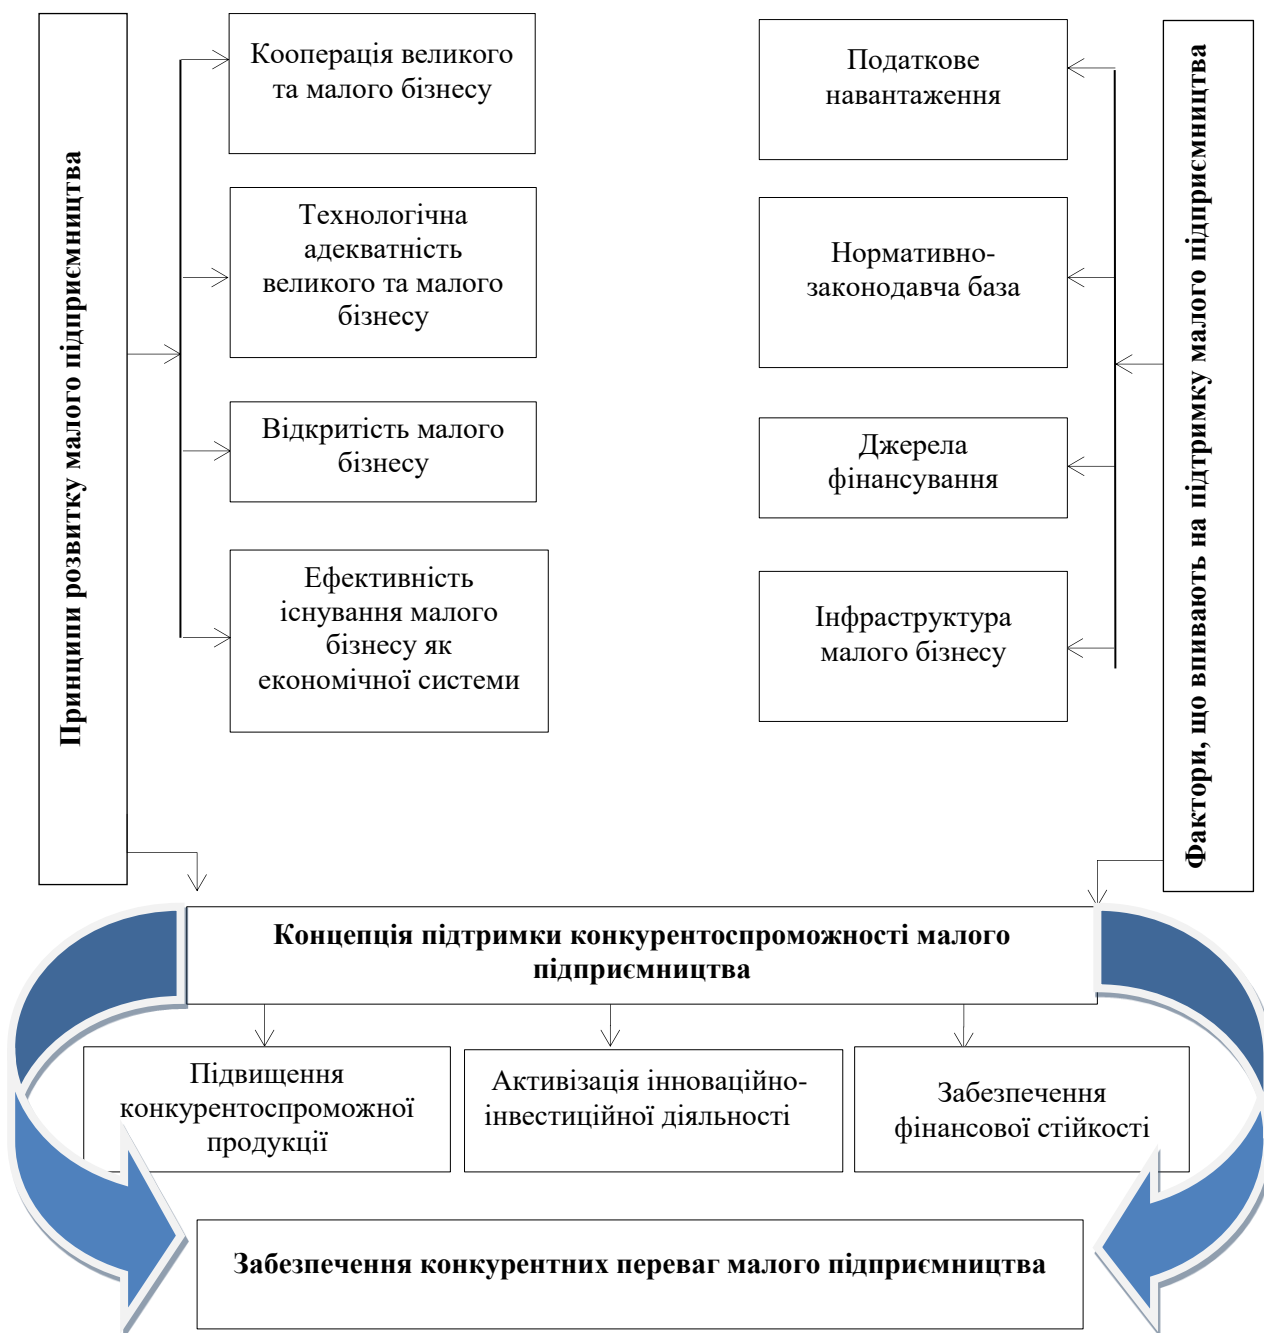 Принципи розвитку малого підприємництва
Кооперація великого
та малого бізнесу
Технологічна
адекватність
великого та малого
бізнесу
Відкритість малого
бізнесу
Ефективність
існування малого
бізнесу як
економічної системи
Податкове
навантаження
Нормативно-
законодавча база
Джерела
фінансування
Інфраструктура
малого бізнесу
Фактори, що впивають на підтримку малого підприємництва
Концепція підтримки конкурентоспроможності малого
підприємництва
Підвищення
конкурентоспроможної
продукції
Активізація інноваційно-
інвестиційної діяльності
Забезпечення
фінансової стійкості
Забезпечення конкурентних переваг малого підприємництва